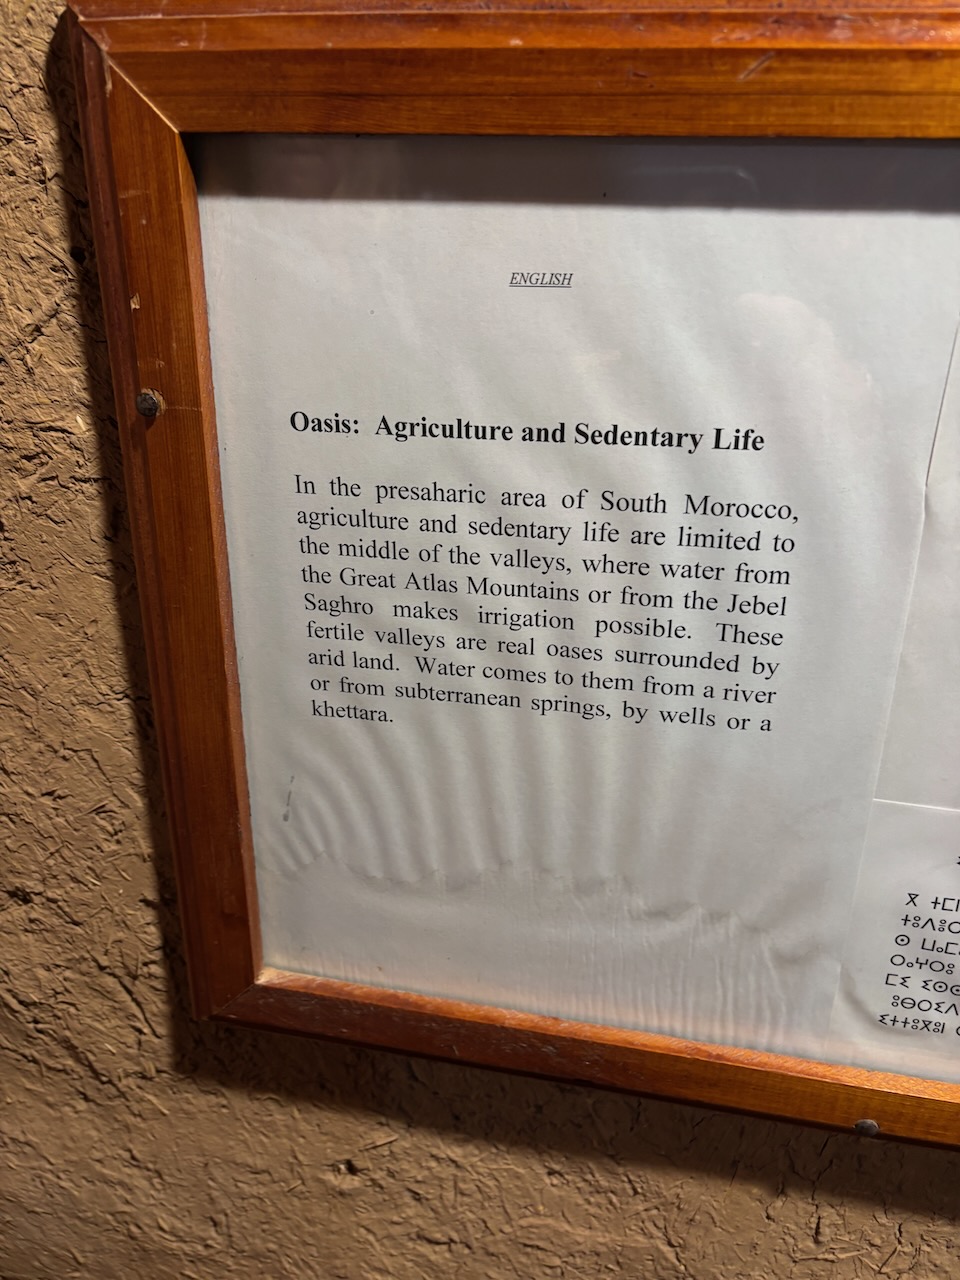 ENGLISH
Oasis: Agriculture and Sedentary Life
In the presaharic area of South Morocco,
agriculture and sedentary life are limited to
the middle of the valleys, where water from
the Great Atlas Mountains or from the Jebel
Saghro makes irrigation possible. These
fertile valleys are real oases surrounded by
arid land. Water comes to them from a river
or from subterranean springs, by wells or a
khettara.
ⴳ
ⵙ
ⵎⵉ